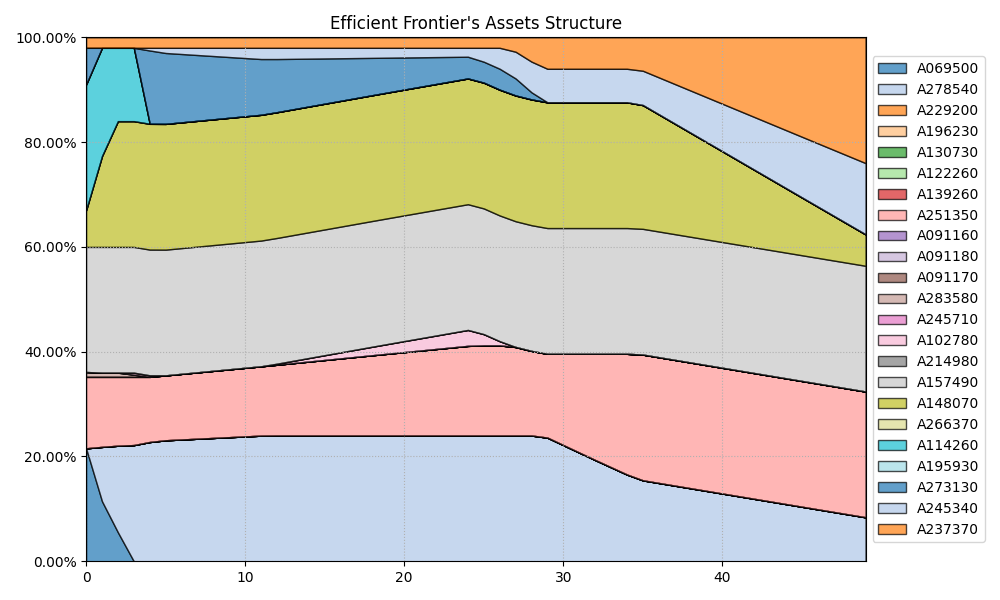 Efficient Frontier's Assets Structure
100.00%
80.00%
60.00%
40.00%
20.00%
0.00%
0
10
20
30
40
A069500
A278540
A229200
A196230
A130730
A122260
A139260
A251350
A091160
A091180
A091170
A283580
A245710
A102780
A214980
A157490
A148070
A266370
A114260
A195930
A273130
A245340
A237370